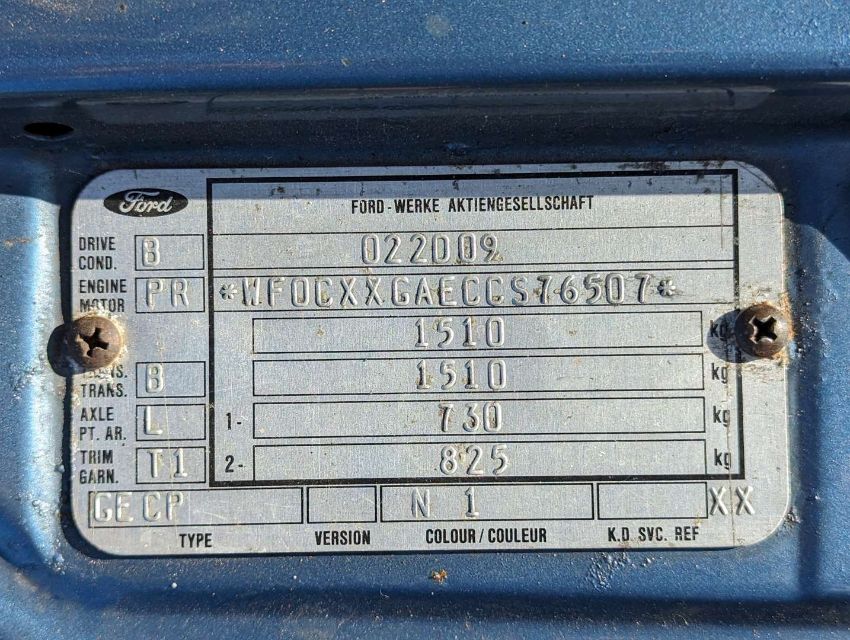 Ford
FORD-WERKE AKTIENGESELLSCHAFT
DRIVE COND. B 022D09
ENGINE MOTOR PR *WF0CXXGAECCS76507*
1510 kg
TRANS. B 1510 kg
AXLE PT. AR. L 1- 730 kg
TRIM GARN. T1 2- 825 kg
GECP N 1 XX
TYPE VERSION COLOUR/COULEUR K.D. SVC. REF